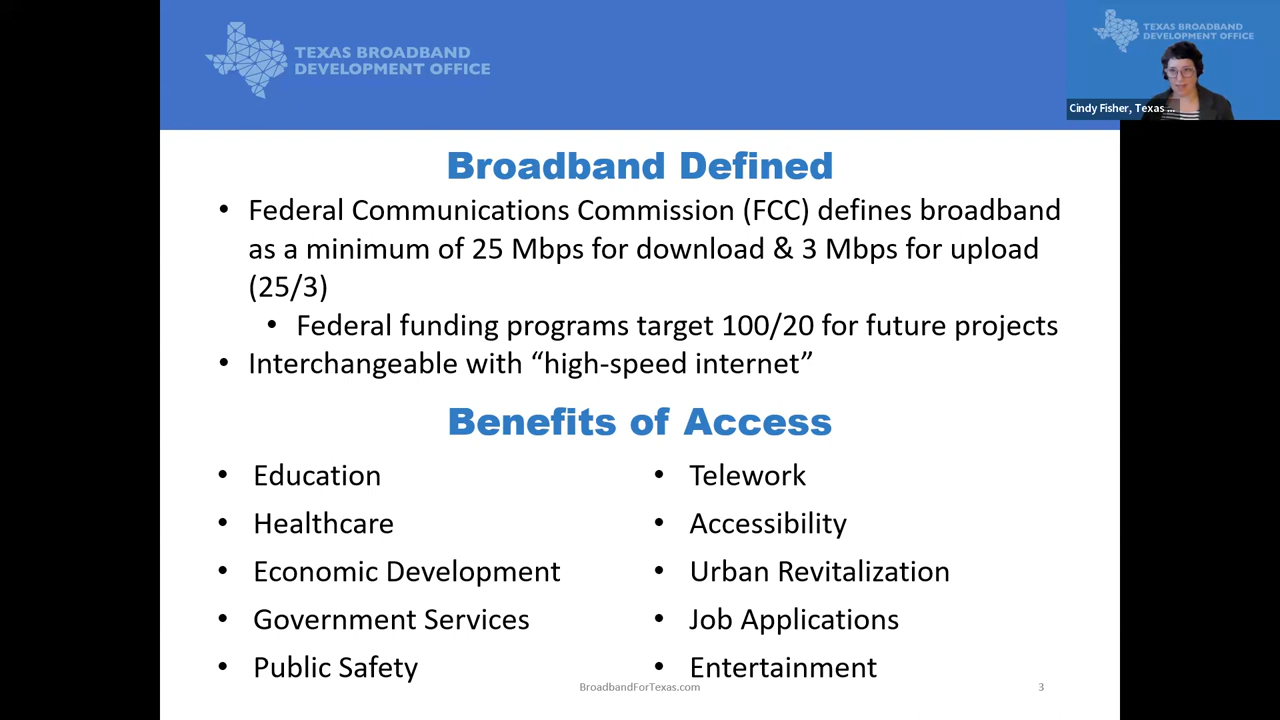 TEXAS BROADBAND
DEVELOPMENT OFFICE
TEXAS BROADBAND
DEVELOPMENT OFFICE
Cindy Fisher, Texas ...
Broadband Defined
• Federal Communications Commission (FCC) defines broadband
as a minimum of 25 Mbps for download & 3 Mbps for upload
(25/3)
• Federal funding programs target 100/20 for future projects
• Interchangeable with “high-speed internet”
Benefits of Access
• Education
• Healthcare
• Economic Development
• Government Services
• Public Safety
• Telework
• Accessibility
• Urban Revitalization
• Job Applications
• Entertainment
BroadbandForTexas.com
3